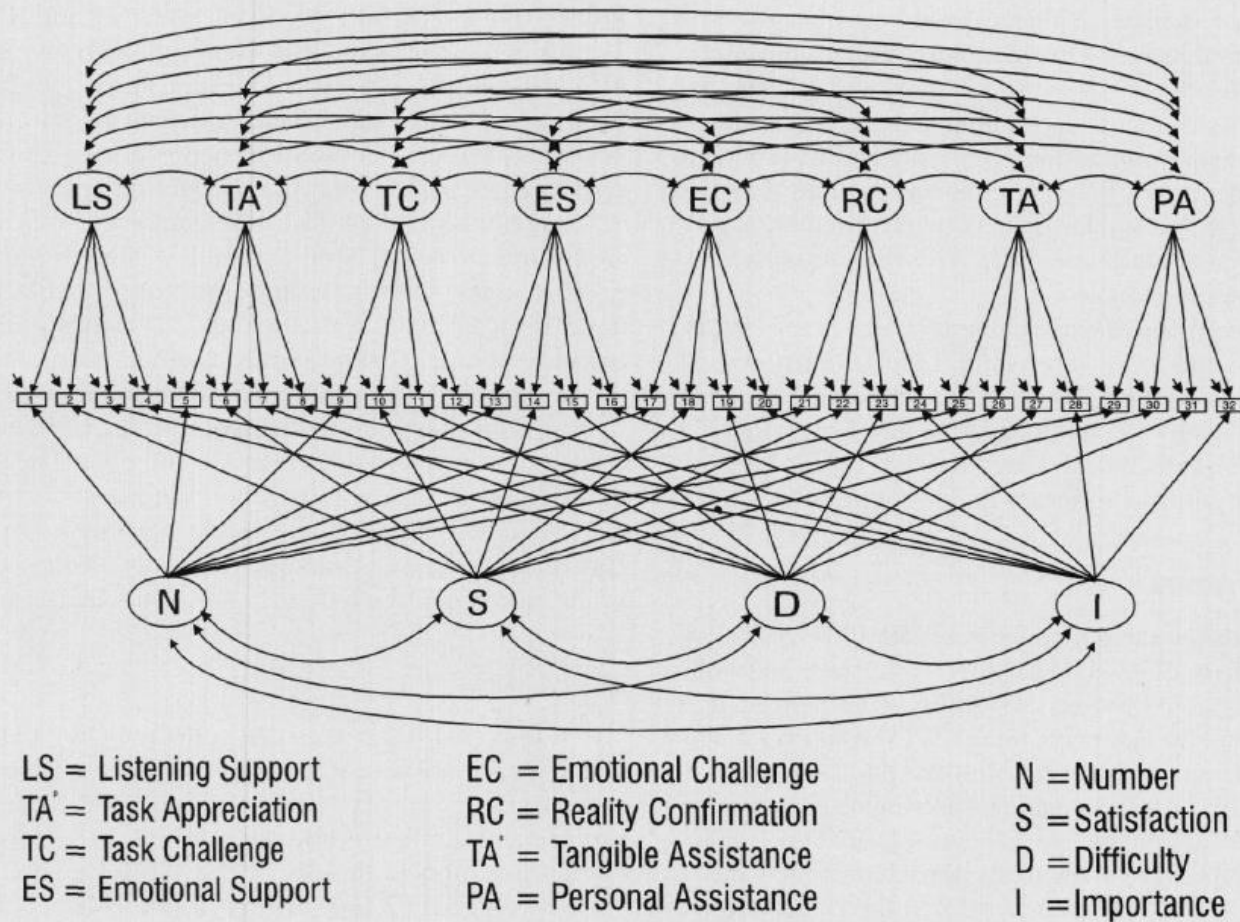 LS TA' TC ES EC RC TA* PA
1 2 3 4 5 6 7 8 9 10 11 12 13 14 15 16 17 18 19 20 21 22 23 24 25 26 27 28 29 30 31 32
N S D I
LS = Listening Support
TA' = Task Appreciation
TC = Task Challenge
ES = Emotional Support
EC = Emotional Challenge
RC = Reality Confirmation
TA* = Tangible Assistance
PA = Personal Assistance
N = Number
S = Satisfaction
D = Difficulty
I = Importance